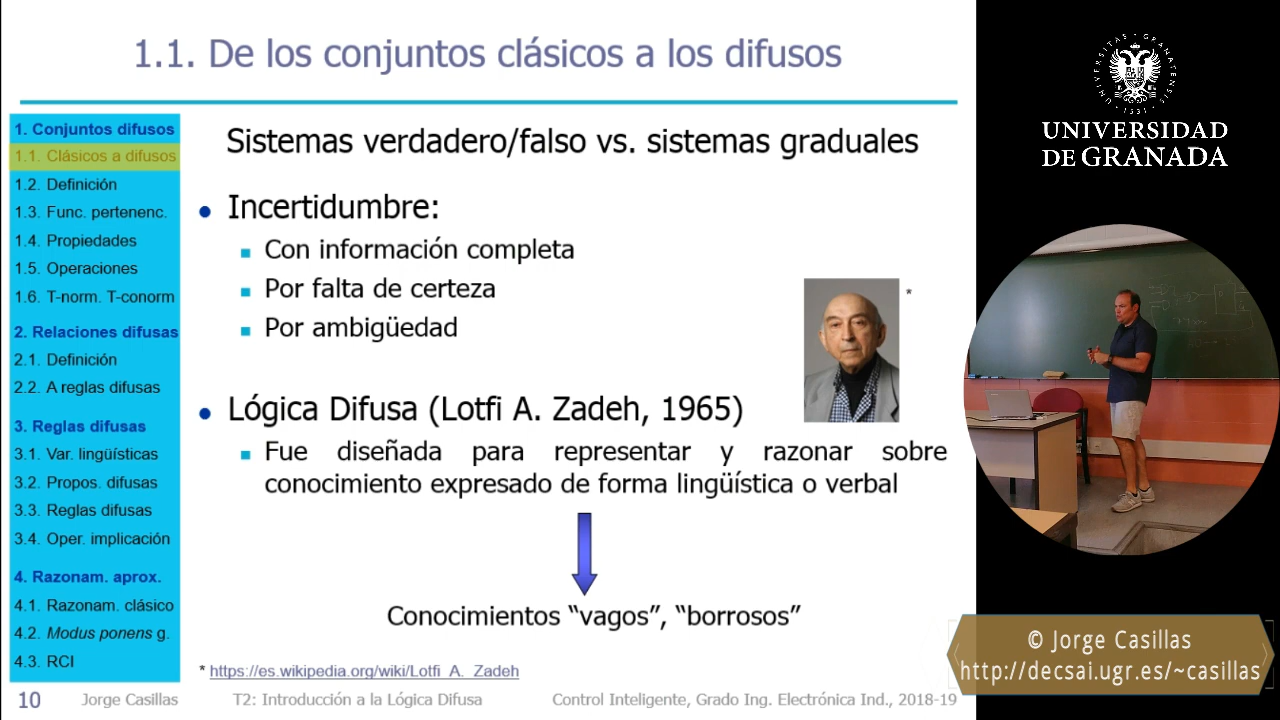 1.1. De los conjuntos clásicos a los difusos
1. Conjuntos difusos
1.1. Clásicos a difusos
1.2. Definición
1.3. Func. pertenenc.
1.4. Propiedades
1.5. Operaciones
1.6. T-norm. T-conorm
2. Relaciones difusas
2.1. Definición
2.2. A reglas difusas
3. Reglas difusas
3.1. Var. lingüísticas
3.2. Propos. difusas
3.3. Reglas difusas
3.4. Oper. implicación
4. Razonam. aprox.
4.1. Razonam. clásico
4.2. Modus ponens g.
4.3. RCI
Sistemas verdadero/falso vs. sistemas graduales
Incertidumbre:
Con información completa
Por falta de certeza
Por ambigüedad
*
Lógica Difusa (Lotfi A. Zadeh, 1965)
Fue diseñada para representar y razonar sobre
conocimiento expresado de forma lingüística o verbal
Conocimientos “vagos”, “borrosos”
* https://es.wikipedia.org/wiki/Lotfi_A._Zadeh
10 Jorge Casillas T2: Introducción a la Lógica Difusa Control Inteligente, Grado Ing. Electrónica Ind., 2018-19
UNIVERSITAS GRANATENSIS 1531
UNIVERSIDAD
DE GRANADA
© Jorge Casillas
http://decsai.ugr.es/~casillas